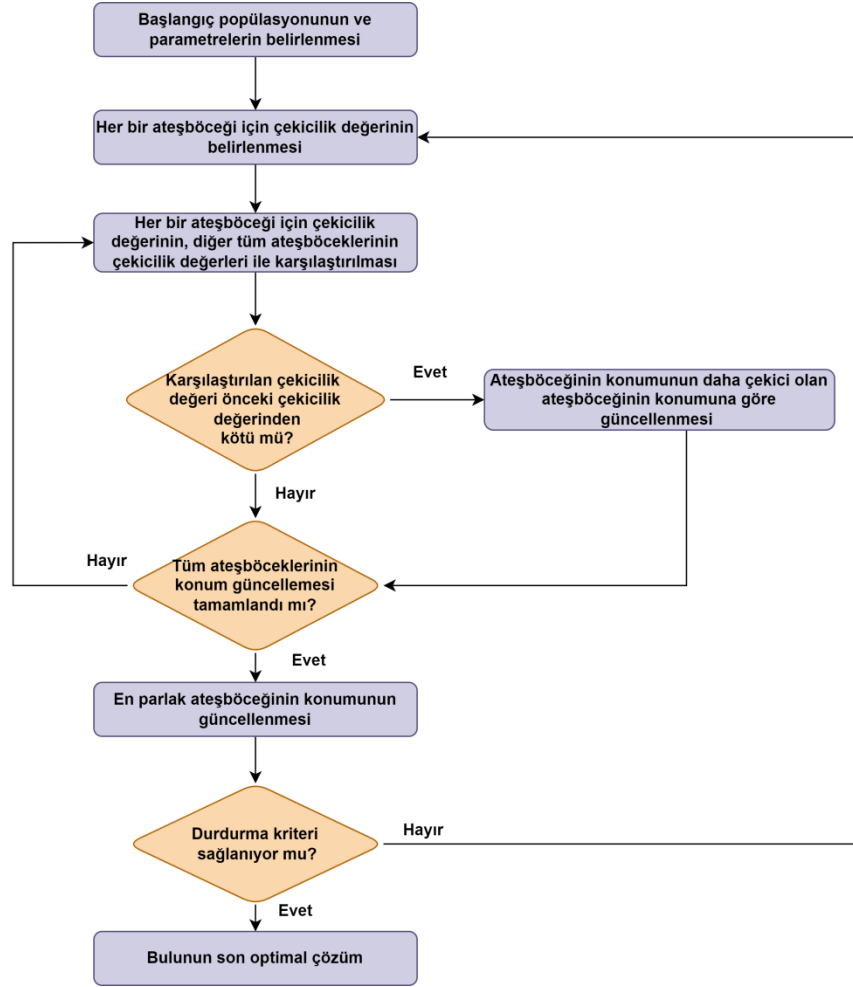 Başlangıç popülasyonunun ve
parametrelerin belirlenmesi
Her bir ateşböceği için çekicilik değerinin
belirlenmesi
Her bir ateşböceği için çekicilik
değerinin, diğer tüm ateşböceklerinin
çekicilik değerleri ile karşılaştırılması
Karşılaştırılan çekicilik
değeri önceki çekicilik
değerinden
kötü mü?
Evet
Ateşböceğinin konumunun daha çekici olan
ateşböceğinin konumuna göre
güncellenmesi
Hayır
Tüm ateşböceklerinin
konum güncellemesi
tamamlandı mı?
Hayır
Evet
En parlak ateşböceğinin konumunun
güncellenmesi
Durdurma kriteri
sağlanıyor mu?
Hayır
Evet
Bulunun son optimal çözüm